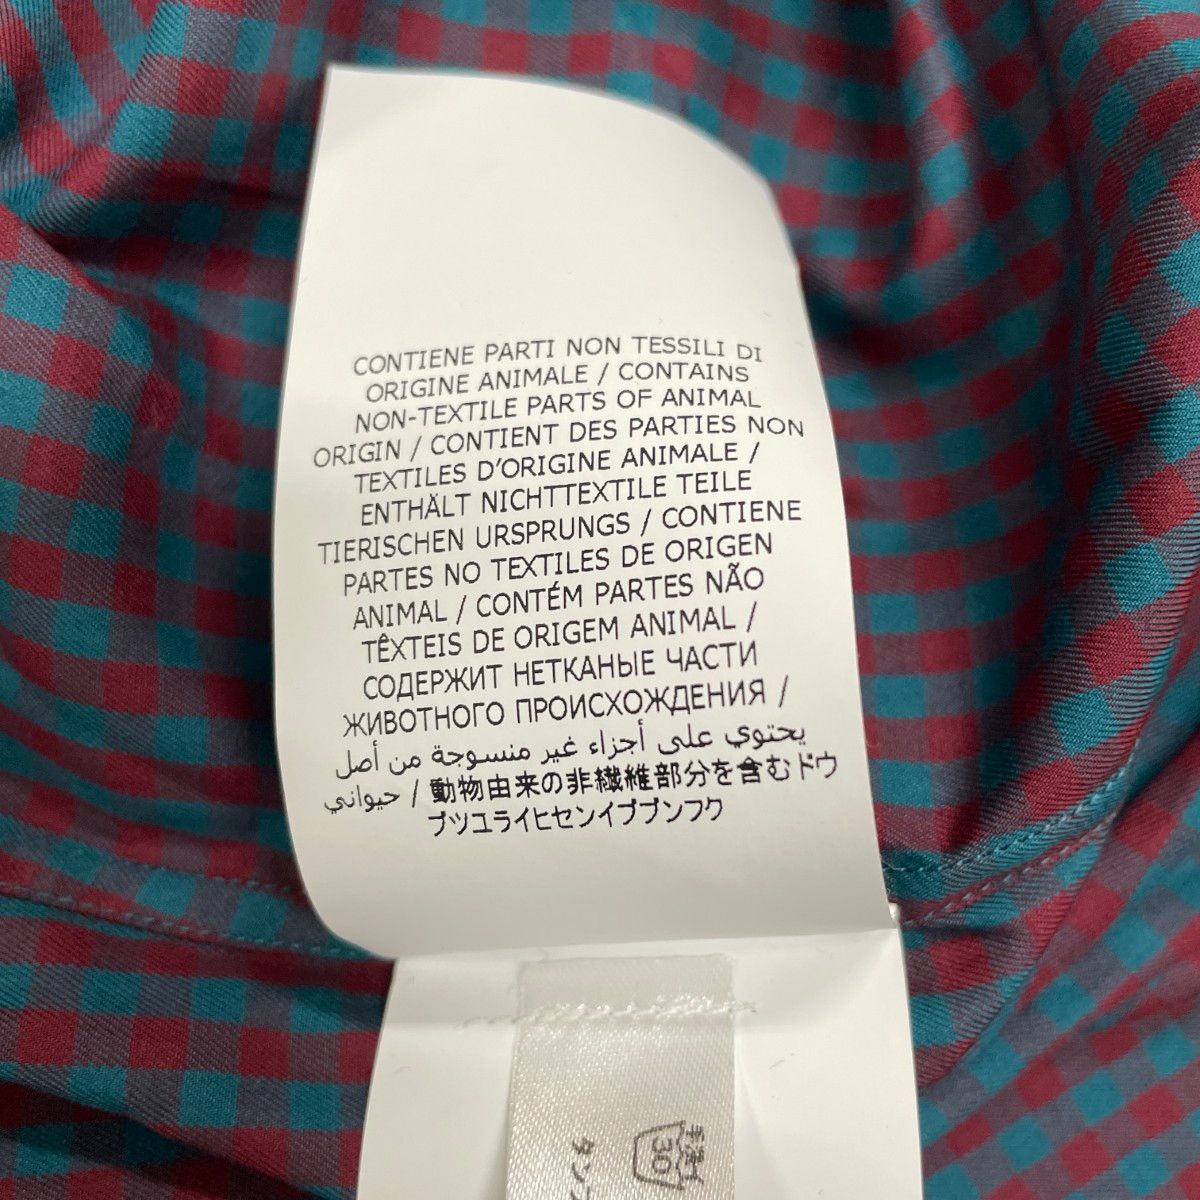 CONTIENE PARTI NON TESSILI DI
ORIGINE ANIMALE / CONTAINS
NON-TEXTILE PARTS OF ANIMAL
ORIGIN / CONTIENT DES PARTIES NON
TEXTILES D'ORIGINE ANIMALE /
ENTHÄLT NICHTTEXTILE TEILE
TIERISCHEN URSPRUNGS / CONTIENE
PARTES NO TEXTILES DE ORIGEN
ANIMAL / CONTÉM PARTES NÃO
TÊXTEIS DE ORIGEM ANIMAL /
СОДЕРЖИТ НЕТКАНЫЕ ЧАСТИ
ЖИВОТНОГО ПРОИСХОЖДЕНИЯ /
يحتوي على أجزاء غير منسوجة من أصل
حيواني / 動物由来の非繊維部分を含むドウ
ブツユライヒセンイブブンフク
手洗イ
30